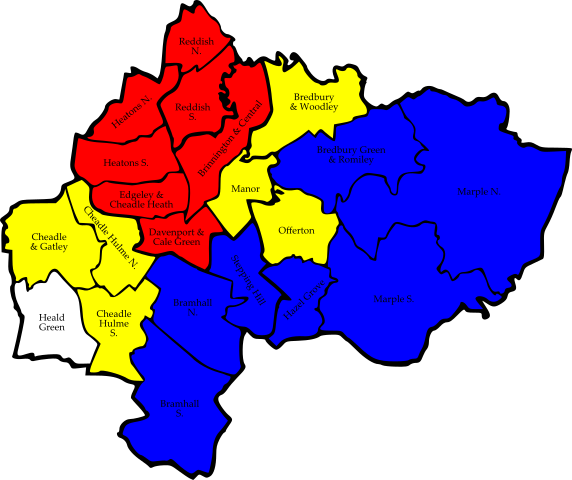 Reddish
N.
Bredbury
& Woodley
Heatons N.
Reddish
S.
Brinnington & Central
Bredbury Green
& Romiley
Heatons S.
Manor
Marple N.
Edgeley &
Cheadle Heath
Cheadle Hulme N.
Davenport &
Cale Green
Offerton
Cheadle
& Gatley
Stepping Hill
Hazel Grove
Marple S.
Bramhall
N.
Heald
Green
Cheadle
Hulme
S.
Bramhall
S.